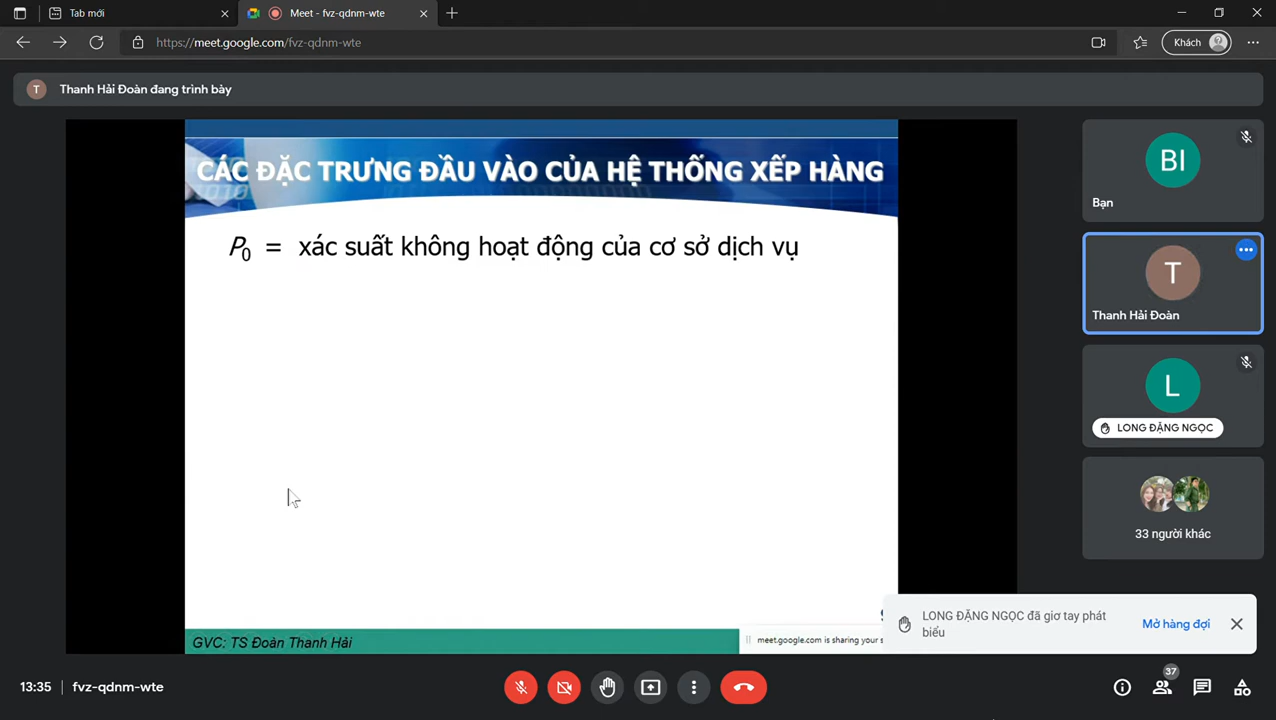 Tab mới
Meet - fvz-qdnm-wte
https://meet.google.com/fvz-qdnm-wte
Khách
T
Thanh Hải Đoàn đang trình bày
CÁC ĐẶC TRƯNG ĐẦU VÀO CỦA HỆ THỐNG XẾP HÀNG
P0 = xác suất không hoạt động của cơ sở dịch vụ
GVC: TS Đoàn Thanh Hải
meet.google.com is sharing your s
BI
Bạn
T
Thanh Hải Đoàn
L
LONG ĐẶNG NGỌC
33 người khác
LONG ĐẶNG NGỌC đã giơ tay phát
biểu
Mở hàng đợi
13:35
fvz-qdnm-wte
37